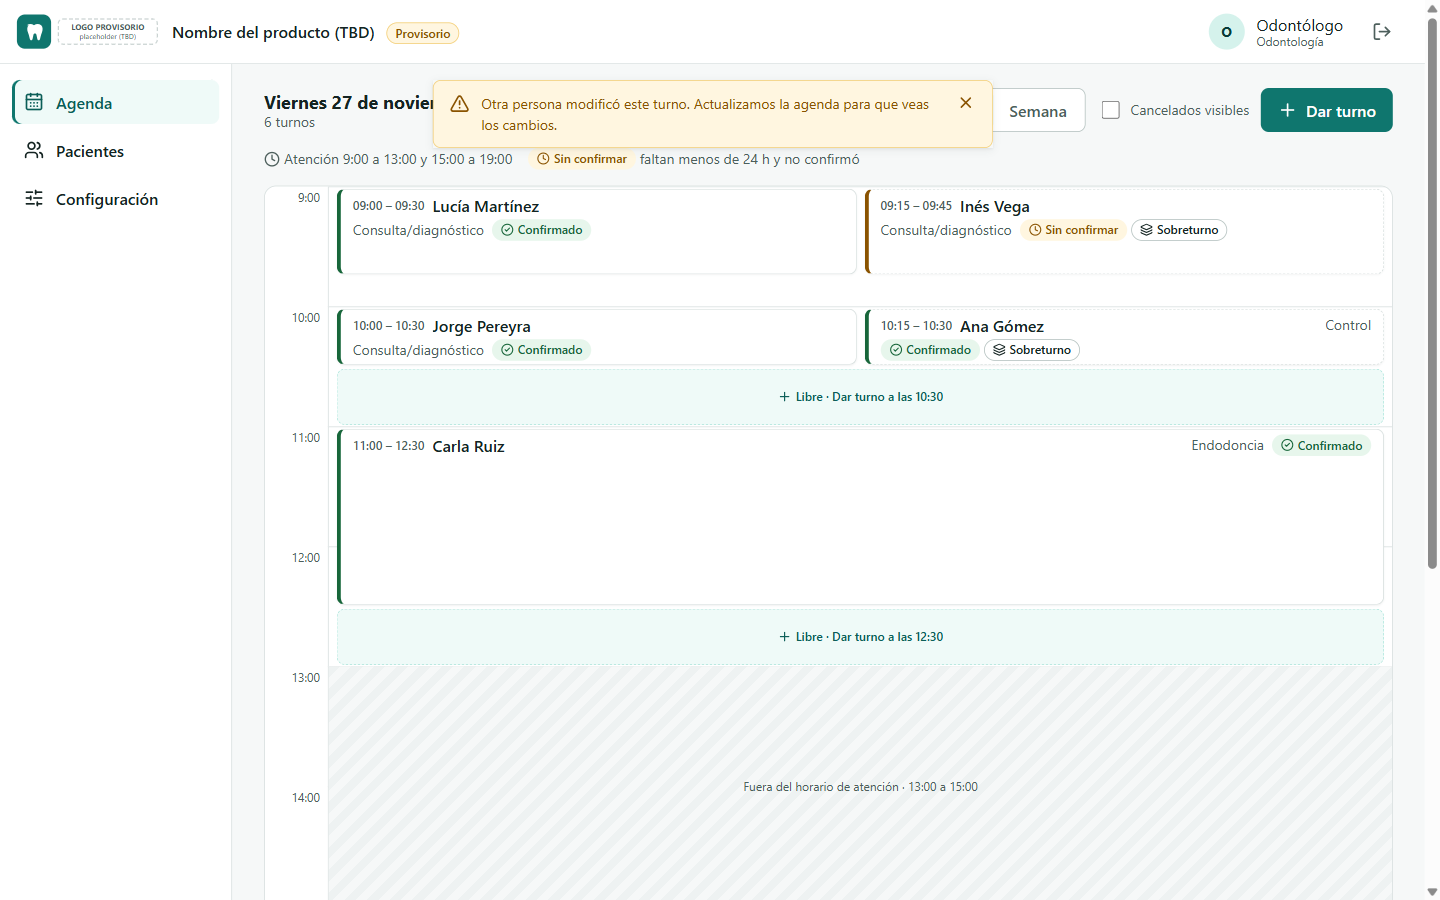 LOGO PROVISORIO
placeholder (TBD)
Nombre del producto (TBD)
Provisorio
O
Odontólogo
Odontología
Agenda
Pacientes
Configuración
Viernes 27 de
6 turnos
Otra persona modificó este turno. Actualizamos la agenda para que veas
los cambios.
Semana
Cancelados visibles
Dar turno
Atención 9:00 a 13:00 y 15:00 a 19:00
Sin confirmar
faltan menos de 24 h y no confirmó
9:00
09:00 – 09:30 Lucía Martínez
Consulta/diagnóstico
Confirmado
09:15 – 09:45 Inés Vega
Consulta/diagnóstico
Sin confirmar
Sobreturno
10:00
10:00 – 10:30 Jorge Pereyra
Consulta/diagnóstico
Confirmado
10:15 – 10:30 Ana Gómez
Control
Confirmado
Sobreturno
Libre · Dar turno a las 10:30
11:00
11:00 – 12:30 Carla Ruiz
Endodoncia
Confirmado
12:00
Libre · Dar turno a las 12:30
13:00
Fuera del horario de atención · 13:00 a 15:00
14:00